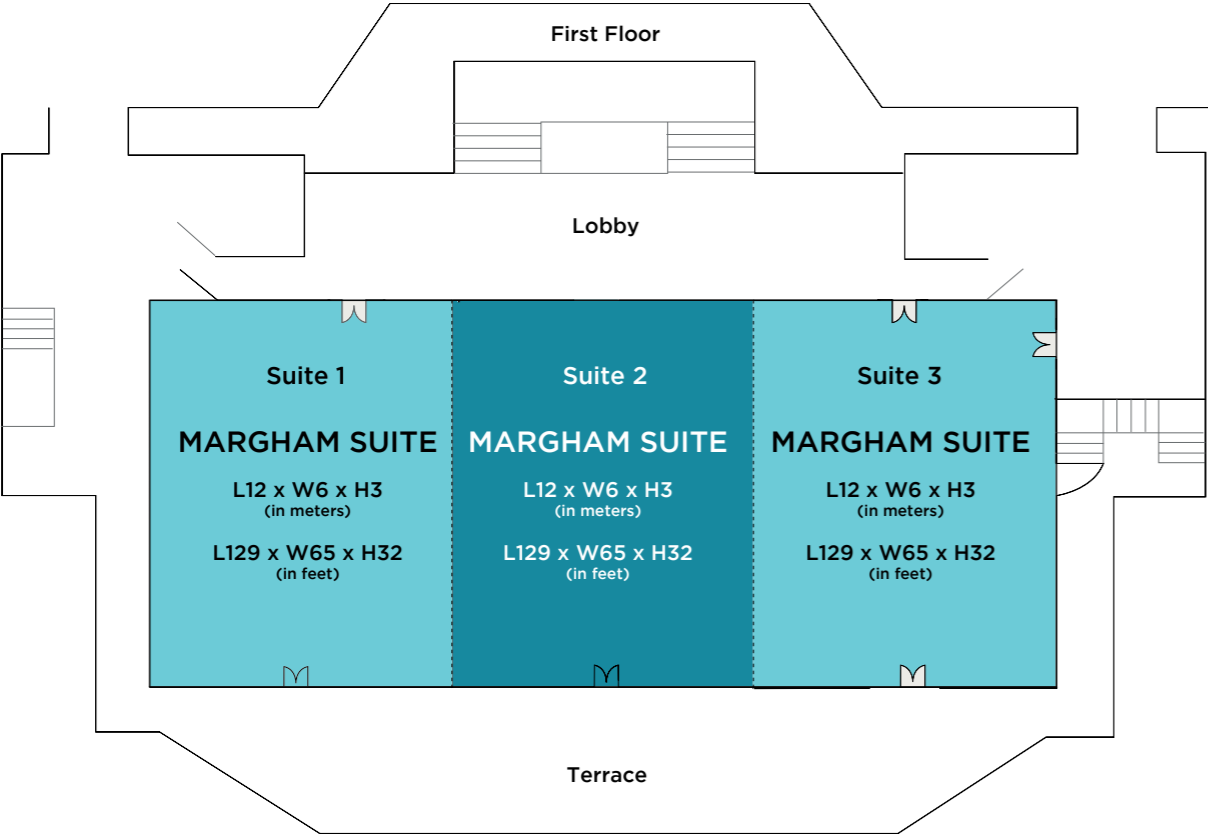 First Floor
Lobby
Suite 1
MARGHAM SUITE
L12 x W6 x H3
(in meters)
L129 x W65 x H32
(in feet)
Suite 2
MARGHAM SUITE
L12 x W6 x H3
(in meters)
L129 x W65 x H32
(in feet)
Suite 3
MARGHAM SUITE
L12 x W6 x H3
(in meters)
L129 x W65 x H32
(in feet)
Terrace